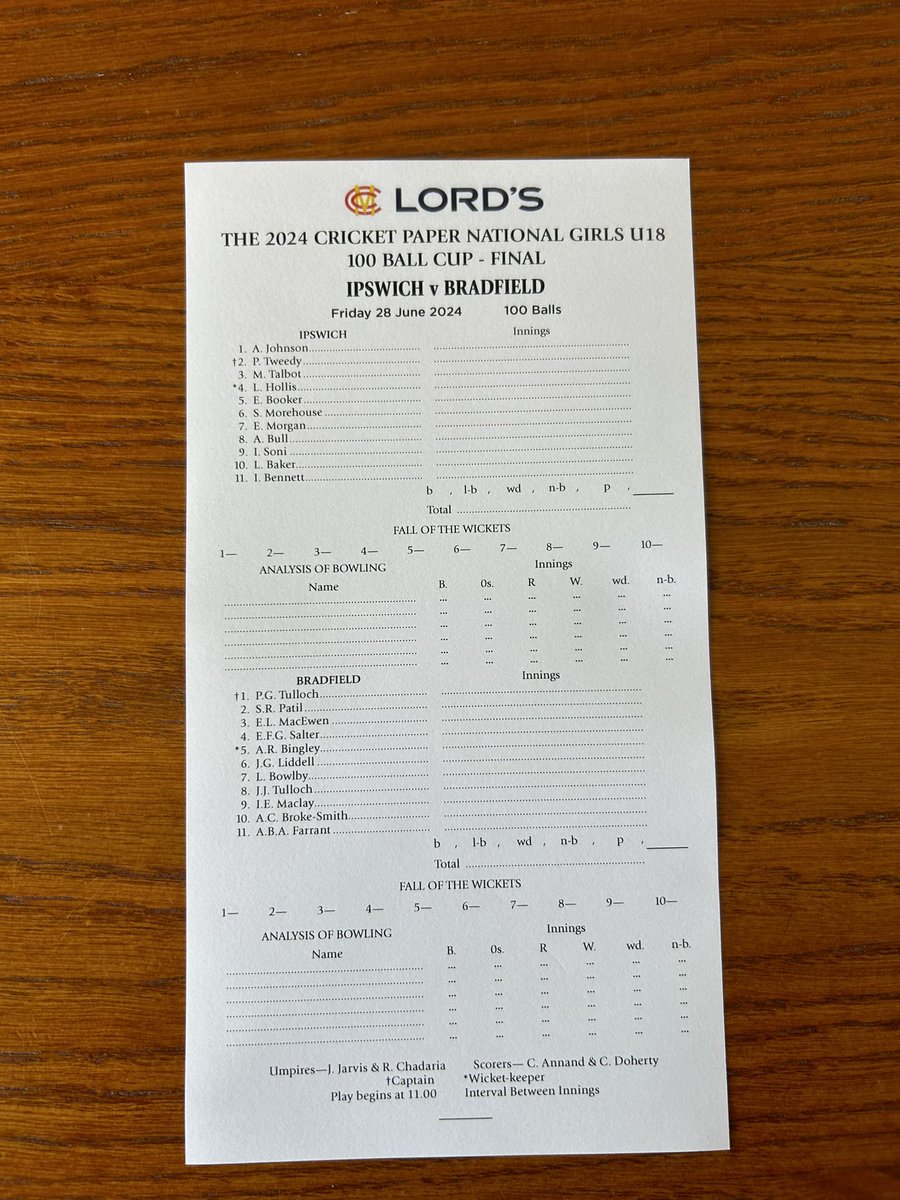 MCC LORD'S
THE 2024 CRICKET PAPER NATIONAL GIRLS U18
100 BALL CUP - FINAL
IPSWICH v BRADFIELD
Friday 28 June 2024 100 Balls
IPSWICH Innings
1. A. Johnson
†2. P. Tweedy
3. M. Talbot
*4. L. Hollis
5. E. Booker
6. S. Morehouse
7. E. Morgan
8. A. Bull
9. I. Soni
10. L. Baker
11. I. Bennett
b , l-b , wd , n-b , p ,
Total
FALL OF THE WICKETS
1— 2— 3— 4— 5— 6— 7— 8— 9— 10—
ANALYSIS OF BOWLING Innings
Name B. 0s. R W. wd. n-b.
BRADFIELD Innings
†1. P.G. Tulloch
2. S.R. Patil
3. E.L. MacEwen
4. E.F.G. Salter
*5. A.R. Bingley
6. J.G. Liddell
7. L. Bowlby
8. J.J. Tulloch
9. I.E. Maclay
10. A.C. Broke-Smith
11. A.B.A. Farrant
b , l-b , wd , n-b , p ,
Total
FALL OF THE WICKETS
1— 2— 3— 4— 5— 6— 7— 8— 9— 10—
ANALYSIS OF BOWLING Innings
Name B. 0s. R W. wd. n-b.
Umpires—J. Jarvis & R. Chadaria Scorers— C. Annand & C. Doherty
†Captain *Wicket-keeper
Play begins at 11.00 Interval Between Innings